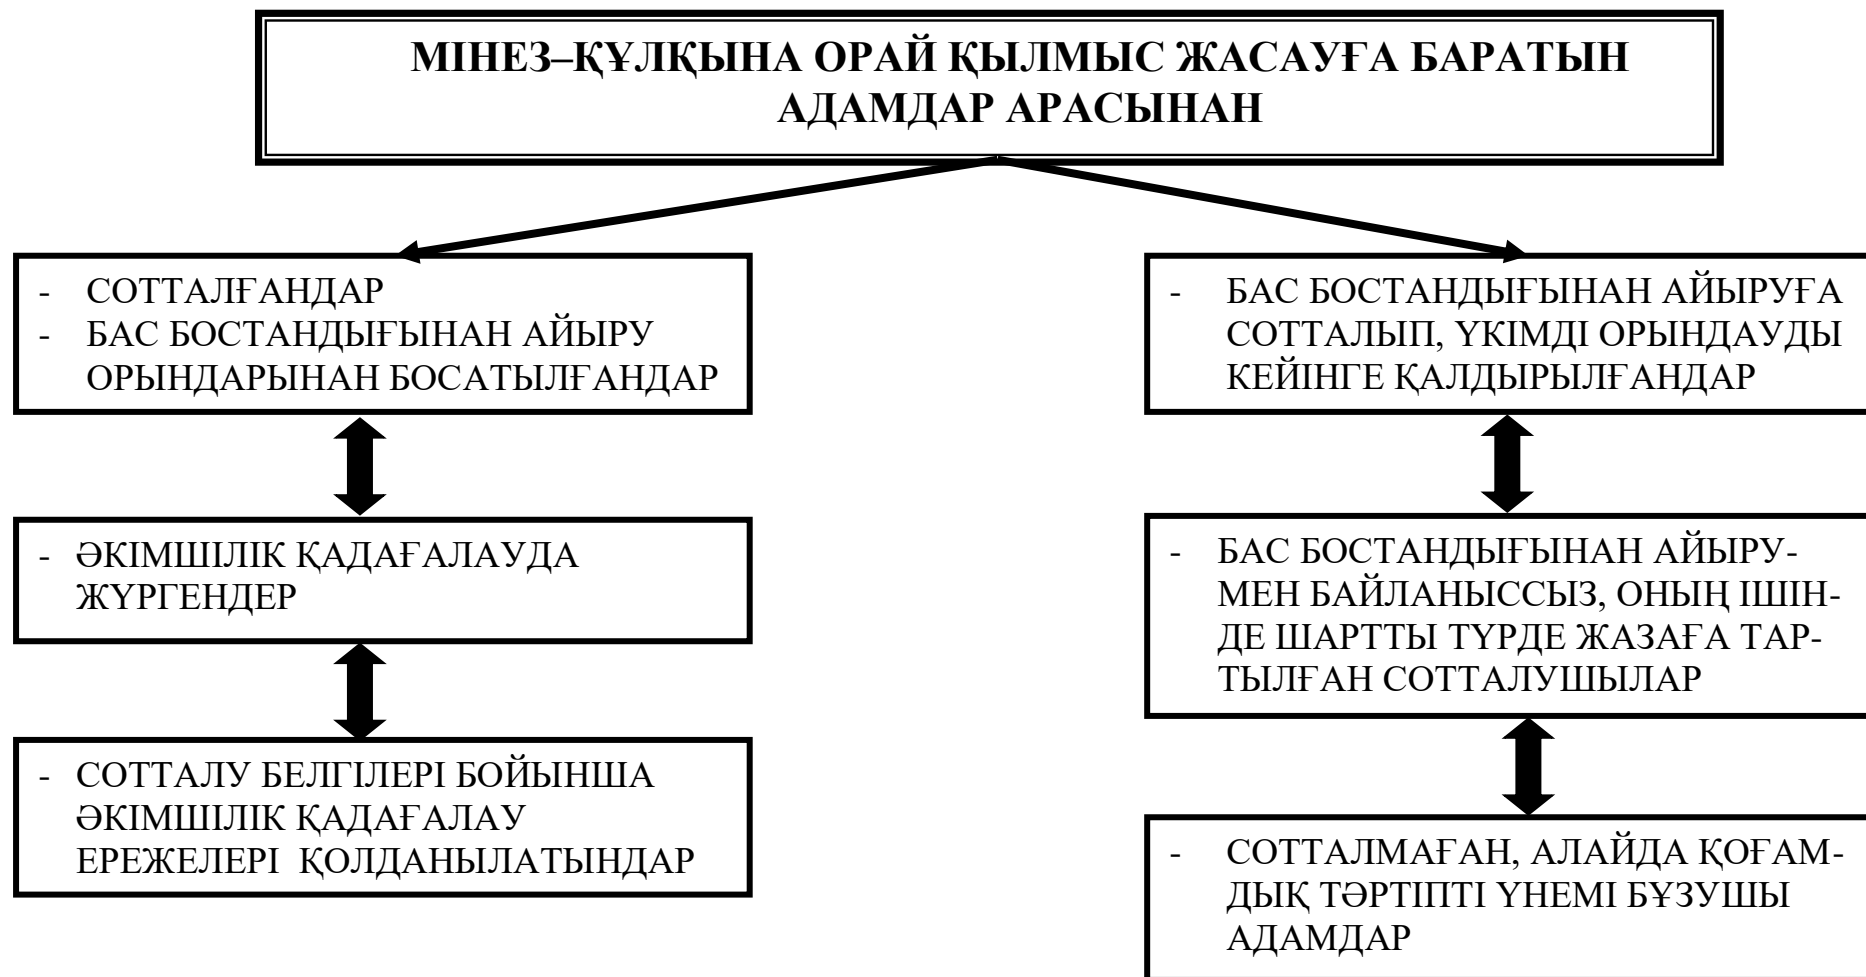 МІНЕЗ–ҚҰЛҚЫНА ОРАЙ ҚЫЛМЫС ЖАСАУҒА БАРАТЫН
АДАМДАР АРАСЫНАН
- СОТТАЛҒАНДАР
- БАС БОСТАНДЫҒЫНАН АЙЫРУ
ОРЫНДАРЫНАН БОСАТЫЛҒАНДАР
- ӘКІМШІЛІК ҚАДАҒАЛАУДА
ЖҮРГЕНДЕР
- СОТТАЛУ БЕЛГІЛЕРІ БОЙЫНША
ӘКІМШІЛІК ҚАДАҒАЛАУ
ЕРЕЖЕЛЕРІ ҚОЛДАНЫЛАТЫНДАР
- БАС БОСТАНДЫҒЫНАН АЙЫРУҒА
СОТТАЛЫП, ҮКІМДІ ОРЫНДАУДЫ
КЕЙІНГЕ ҚАЛДЫРЫЛҒАНДАР
- БАС БОСТАНДЫҒЫНАН АЙЫРУ-
МЕН БАЙЛАНЫССЫЗ, ОНЫҢ ІШІН-
ДЕ ШАРТТЫ ТҮРДЕ ЖАЗАҒА ТАР-
ТЫЛҒАН СОТТАЛУШЫЛАР
- СОТТАЛМАҒАН, АЛАЙДА ҚОҒАМ-
ДЫҚ ТӘРТІПТІ ҮНЕМІ БҰЗУШЫ
АДАМДАР